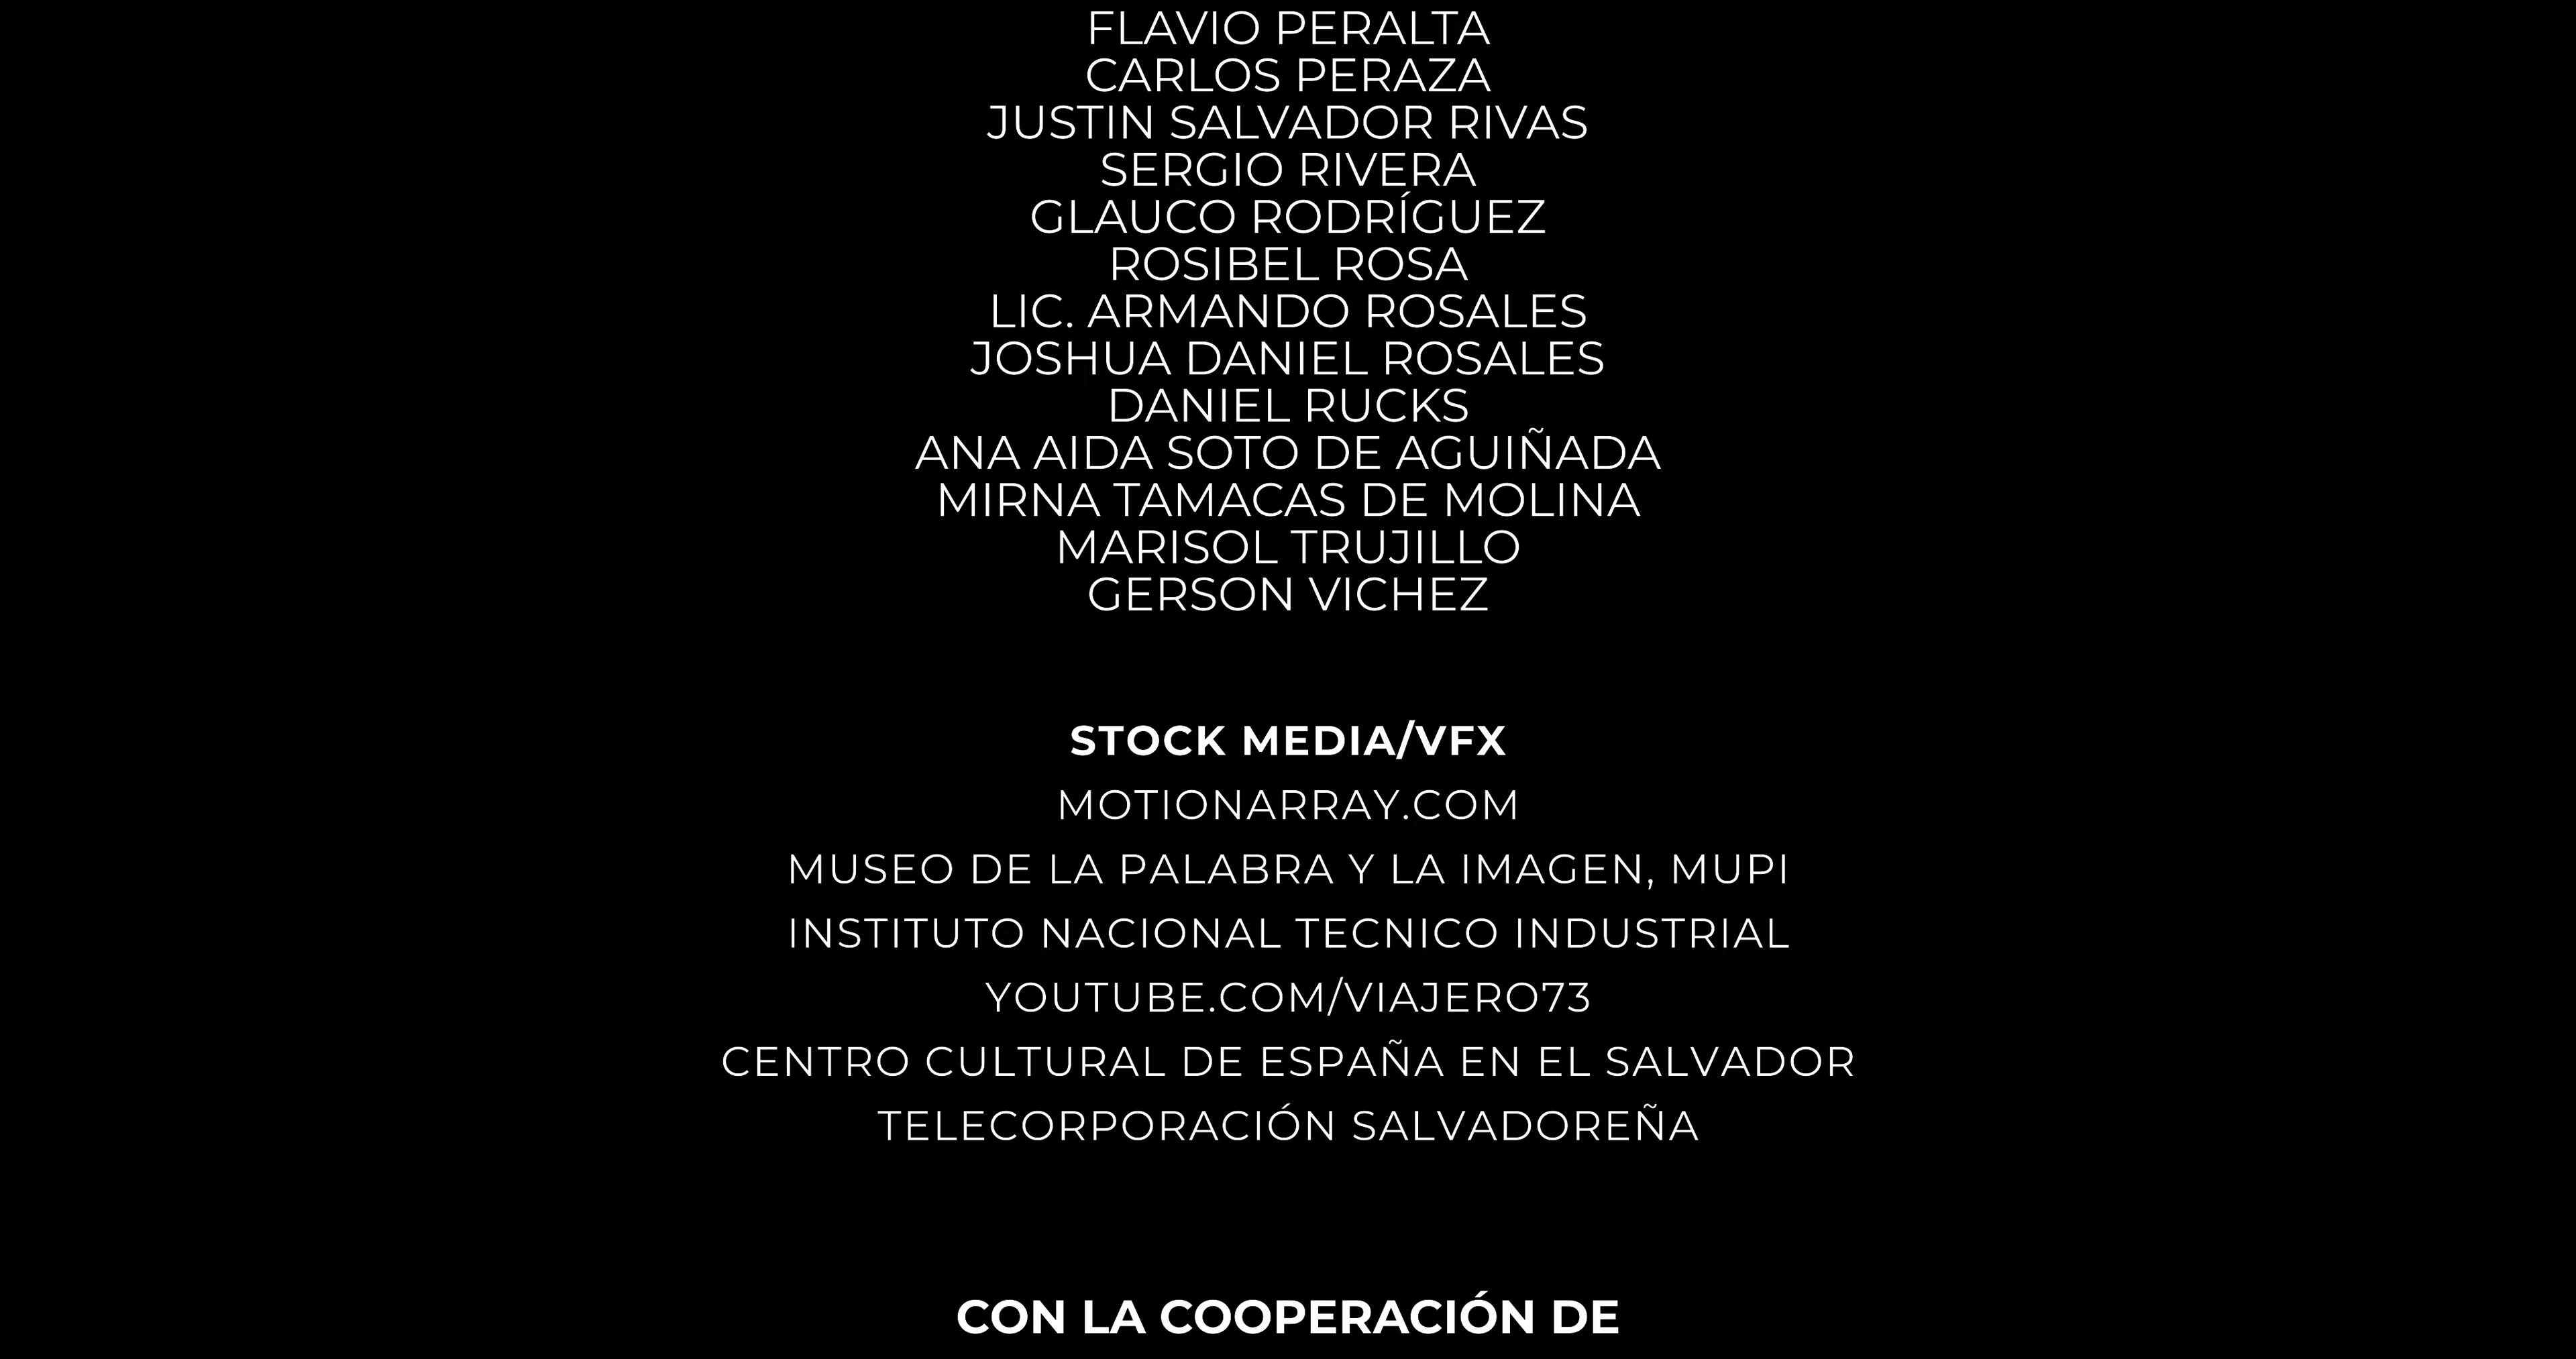 FLAVIO PERALTA
CARLOS PERAZA
JUSTIN SALVADOR RIVAS
SERGIO RIVERA
GLAUCO RODRÍGUEZ
ROSIBEL ROSA
LIC. ARMANDO ROSALES
JOSHUA DANIEL ROSALES
DANIEL RUCKS
ANA AIDA SOTO DE AGUIÑADA
MIRNA TAMACAS DE MOLINA
MARISOL TRUJILLO
GERSON VICHEZ
STOCK MEDIA/VFX
MOTIONARRAY.COM
MUSEO DE LA PALABRA Y LA IMAGEN, MUPI
INSTITUTO NACIONAL TECNICO INDUSTRIAL
YOUTUBE.COM/VIAJERO73
CENTRO CULTURAL DE ESPAÑA EN EL SALVADOR
TELECORPORACIÓN SALVADOREÑA
CON LA COOPERACIÓN DE